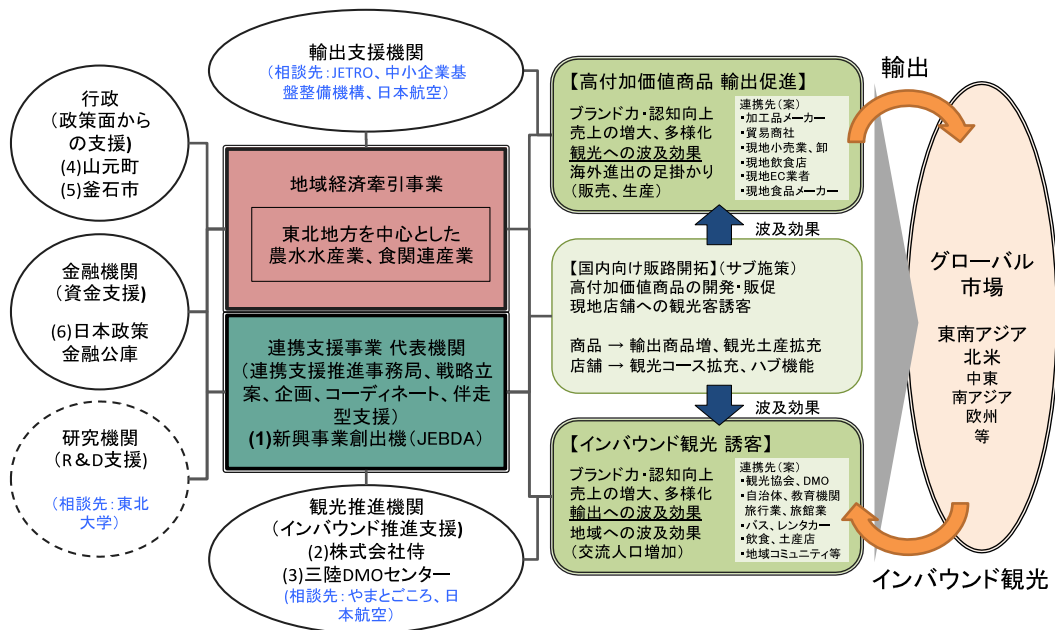 輸出支援機関
(相談先:JETRO、中小企業基
盤整備機構、日本航空)
行政
(政策面から
の支援)
(4)山元町
(5)釜石市
金融機関
(資金支援)
(6)日本政策
金融公庫
研究機関
(R&D支援)
(相談先:東北
大学)
地域経済牽引事業
東北地方を中心とした
農水水産業、食関連産業
連携支援事業 代表機関
(連携支援推進事務局、戦略立
案、企画、コーディネート、伴走
型支援)
(1)新興事業創出機(JEBDA)
観光推進機関
(インバウンド推進支援)
(2)株式会社侍
(3)三陸DMOセンター
(相談先:やまとごころ、日
本航空)
【高付加価値商品 輸出促進】
ブランド力・認知向上
売上の増大、多様化
観光への波及効果
海外進出の足掛かり
(販売、生産)
連携先(案)
・加工品メーカー
・貿易商社
・現地小売業、卸
・現地飲食店
・現地EC業者
・現地食品メーカー
波及効果
【国内向け販路開拓】(サブ施策)
高付加価値商品の開発・販促
現地店舗への観光客誘客
商品 → 輸出商品増、観光土産拡充
店舗 → 観光コース拡充、ハブ機能
波及効果
【インバウンド観光 誘客】
ブランド力・認知向上
売上の増大、多様化
輸出への波及効果
地域への波及効果
(交流人口増加)
連携先(案)
・観光協会、DMO
・自治体、教育機関
旅行業、旅館業
・バス、レンタカー
・飲食、土産店
・地域コミュニティ等
輸出
グローバル
市場
東南アジア
北米
中東
南アジア
欧州
等
インバウンド観光